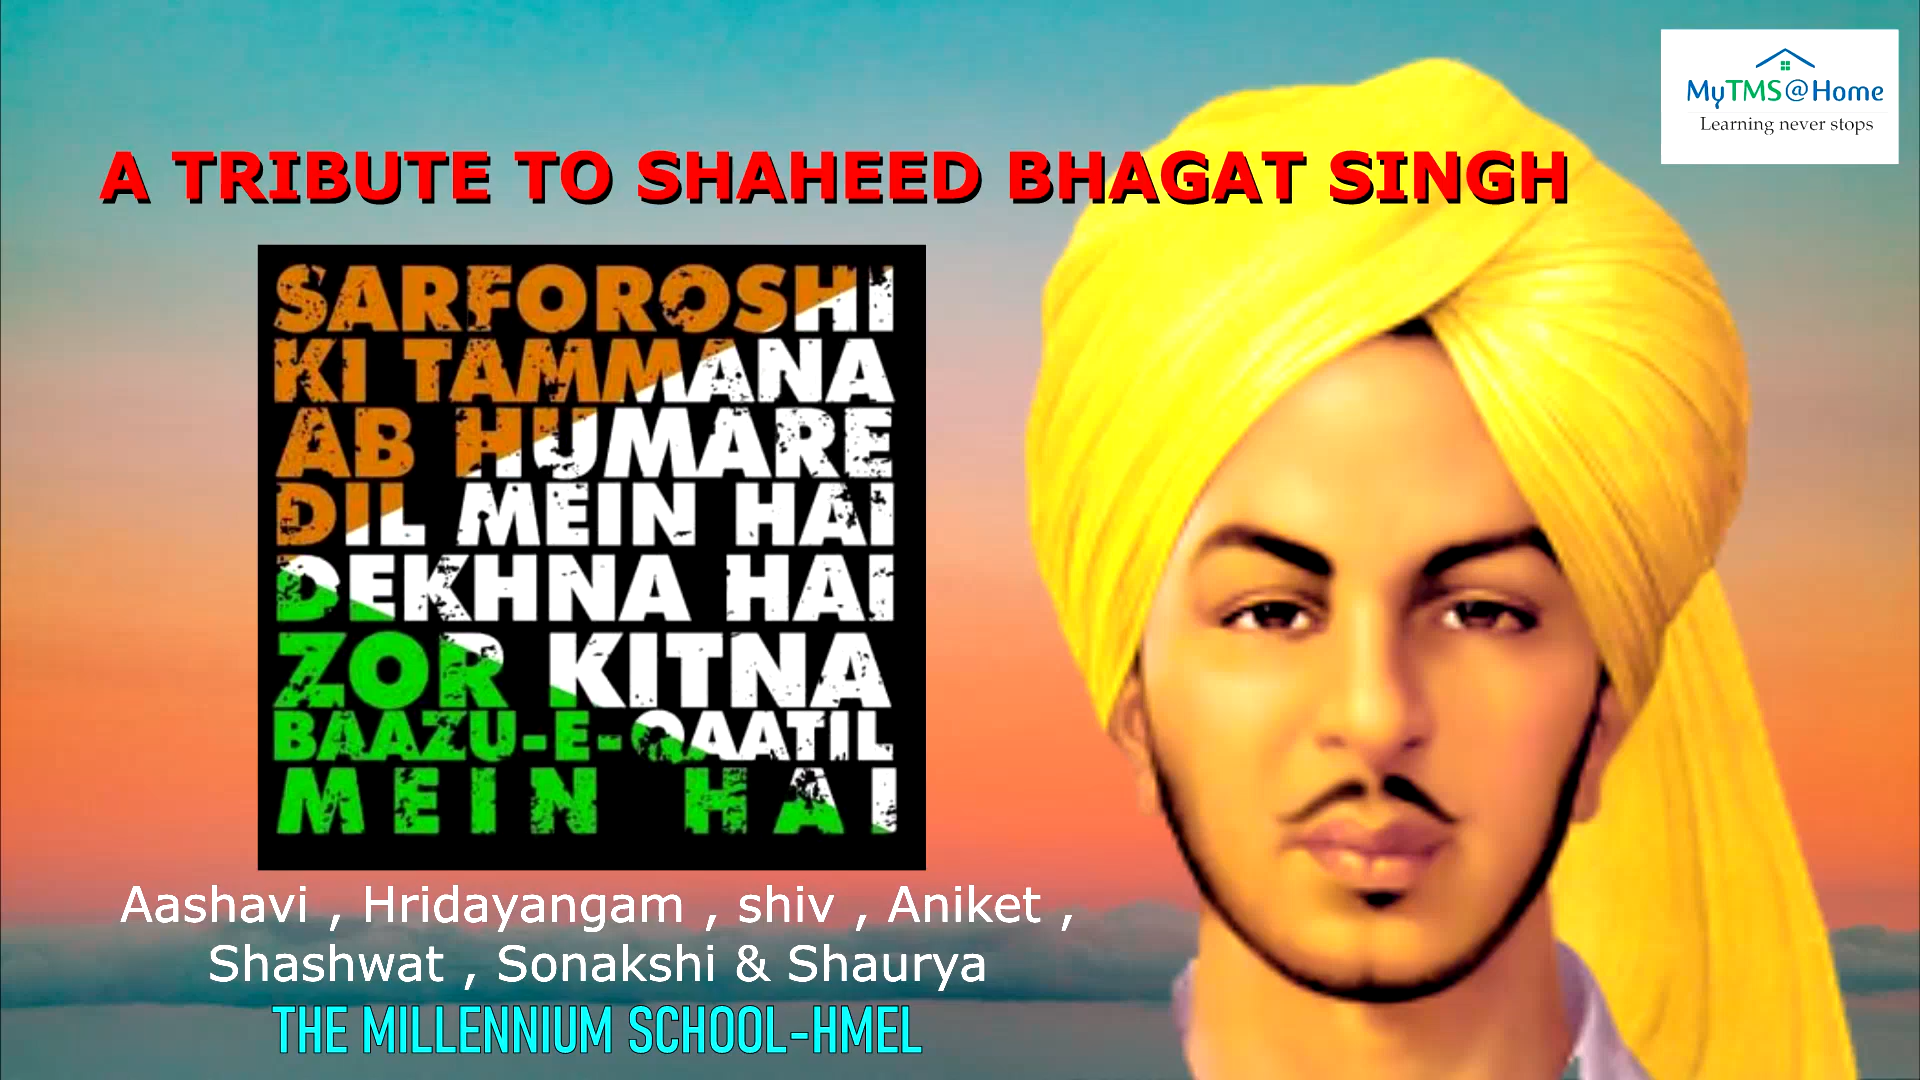 MyTMS@Home
Learning never stops
A TRIBUTE TO SHAHEED BHAGAT SINGH
SARFOROSHI
KI TAMMANA
AB HUMARE
DIL MEIN HAI
DEKHNA HAI
ZOR KITNA
BAAZU-E-QAATIL
MEIN HAI
Aashavi , Hridayangam , shiv , Aniket ,
Shashwat , Sonakshi & Shaurya
THE MILLENNIUM SCHOOL-HMEL